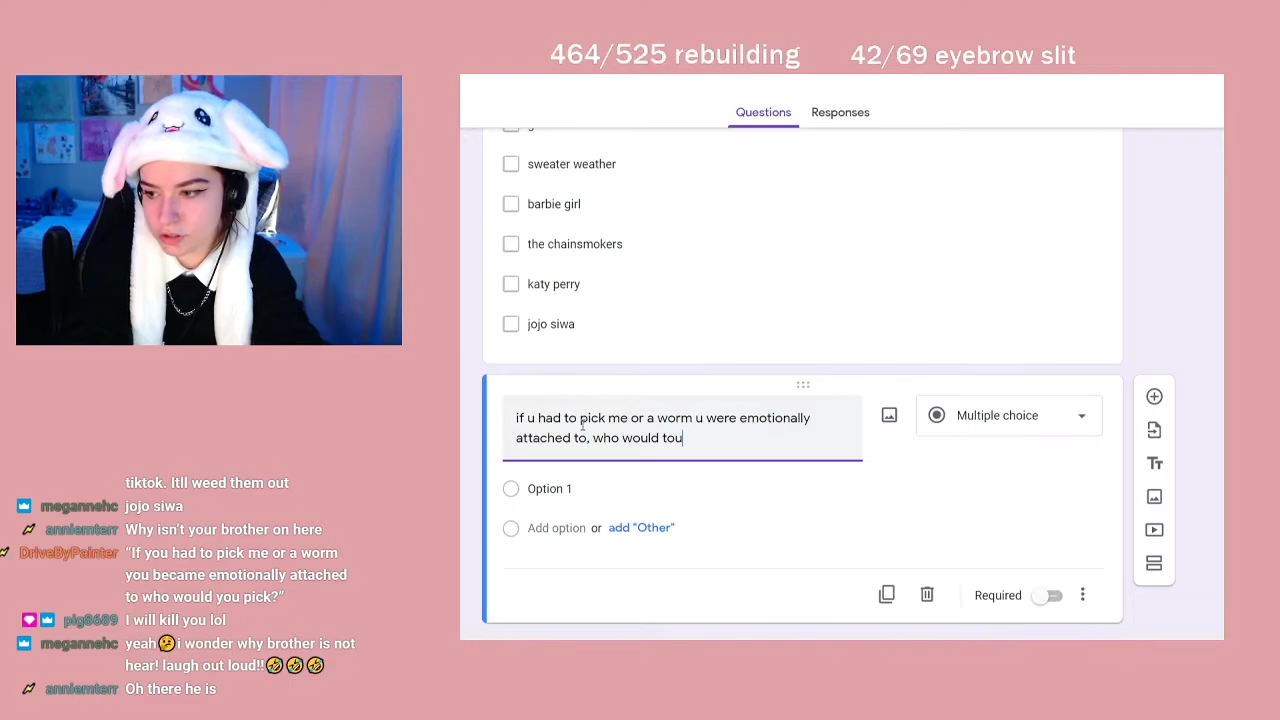 464/525 rebuilding
42/69 eyebrow slit
Questions
Responses
sweater weather
barbie girl
the chainsmokers
katy perry
jojo siwa
if u had to pick me or a worm u were emotionally
attached to, who would tou
Multiple choice
Option 1
Add option or add "Other"
Required
tiktok. Itll weed them out
megannehc jojo siwa
anniemterr Why isn't your brother on here
DriveByPainter "If you had to pick me or a worm
you became emotionally attached
to who would you pick?"
pig8689 I will kill you lol
megannehc yeah🤔i wonder why brother is not
hear! laugh out loud!!🤣🤣🤣
anniemterr Oh there he is